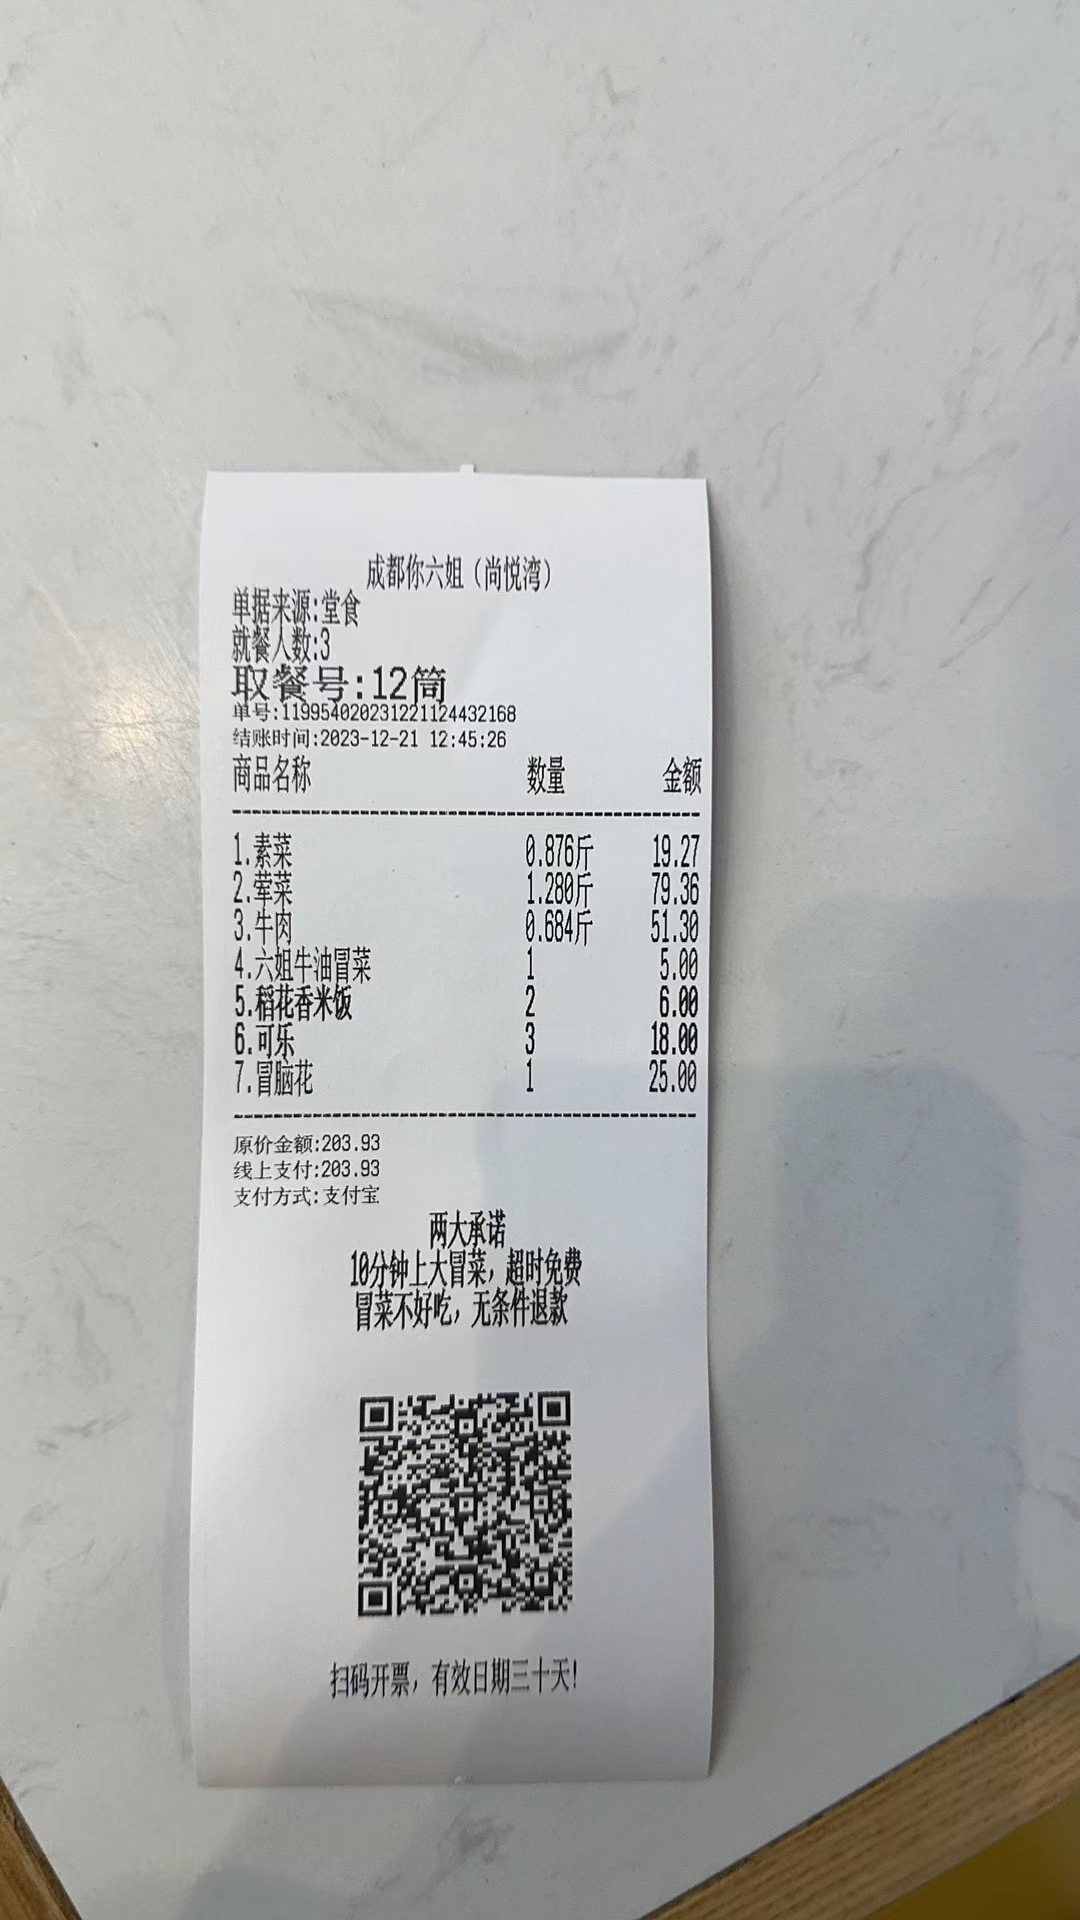 成都你六姐（尚悦湾）
单据来源:堂食
就餐人数:3
取餐号:12筒
单号:119954020231221124432168
结账时间:2023-12-21 12:45:26
商品名称 数量 金额
1.素菜 0.876斤 19.27
2.荤菜 1.280斤 79.36
3.牛肉 0.684斤 51.30
4.六姐牛油冒菜 1 5.00
5.稻花香米饭 2 6.00
6.可乐 3 18.00
7.冒脑花 1 25.00
原价金额:203.93
线上支付:203.93
支付方式:支付宝
两大承诺
10分钟上大冒菜，超时免费
冒菜不好吃，无条件退款
扫码开票，有效日期三十天!